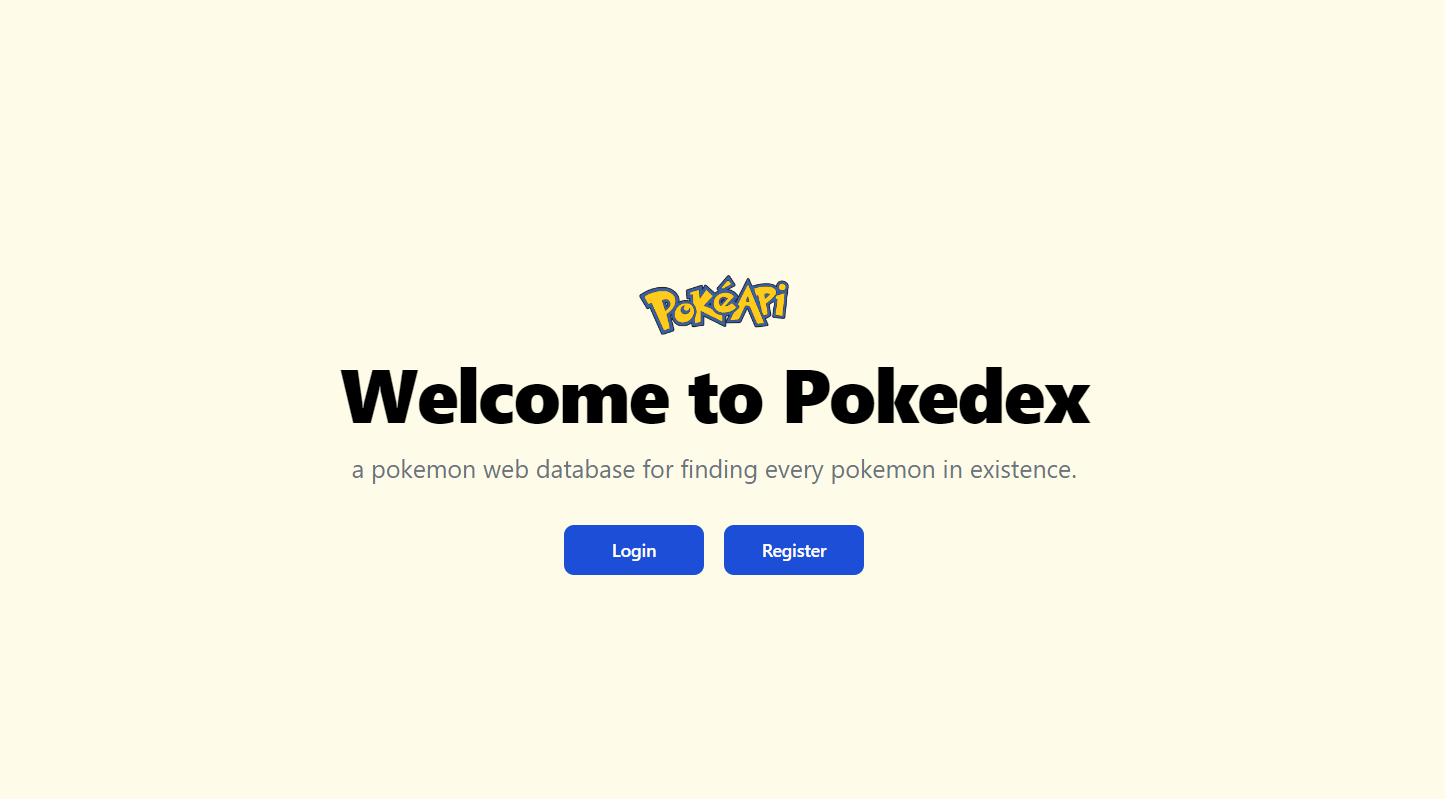 PokéApi
Welcome to Pokedex
a pokemon web database for finding every pokemon in existence.
Login
Register